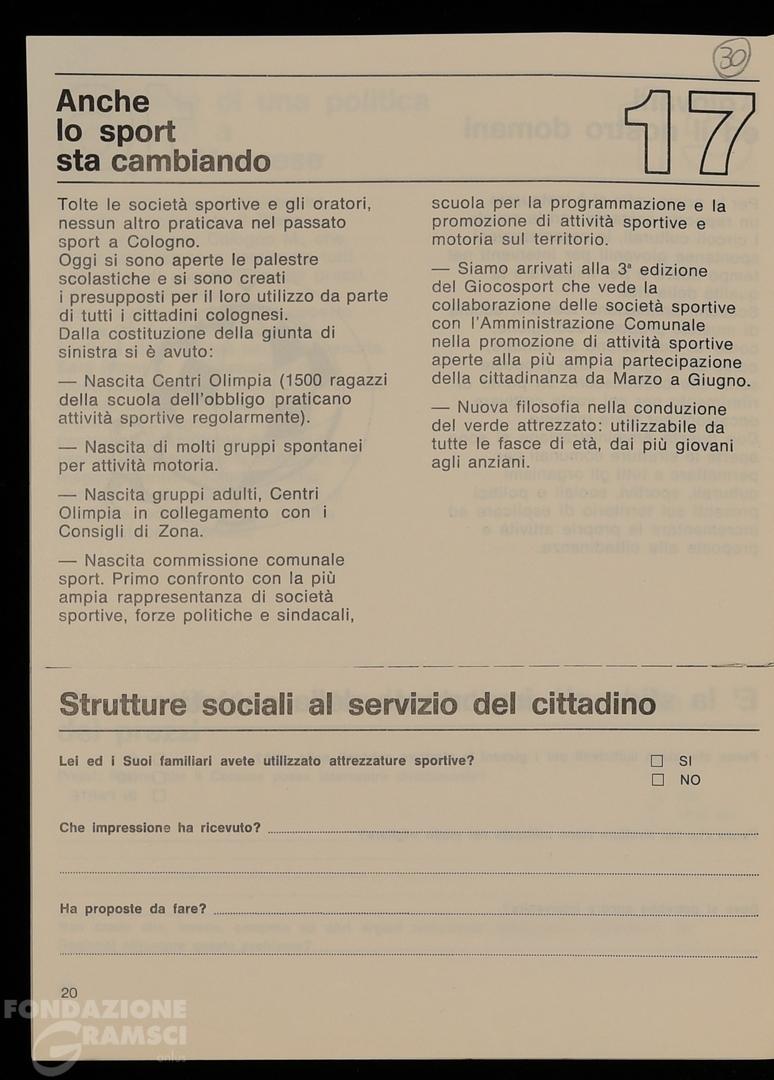 30
17
Anche
lo sport
sta cambiando
Tolte le società sportive e gli oratori,
nessun altro praticava nel passato
sport a Cologno.
Oggi si sono aperte le palestre
scolastiche e si sono creati
i presupposti per il loro utilizzo da parte
di tutti i cittadini colognesi.
Dalla costituzione della giunta di
sinistra si è avuto:
— Nascita Centri Olimpia (1500 ragazzi
della scuola dell'obbligo praticano
attività sportive regolarmente).
— Nascita di molti gruppi spontanei
per attività motoria.
— Nascita gruppi adulti, Centri
Olimpia in collegamento con i
Consigli di Zona.
— Nascita commissione comunale
sport. Primo confronto con la più
ampia rappresentanza di società
sportive, forze politiche e sindacali,
scuola per la programmazione e la
promozione di attività sportive e
motoria sul territorio.
— Siamo arrivati alla 3ª edizione
del Giocosport che vede la
collaborazione delle società sportive
con l'Amministrazione Comunale
nella promozione di attività sportive
aperte alla più ampia partecipazione
della cittadinanza da Marzo a Giugno.
— Nuova filosofia nella conduzione
del verde attrezzato: utilizzabile da
tutte le fasce di età, dai più giovani
agli anziani.
Strutture sociali al servizio del cittadino
Lei ed i Suoi familiari avete utilizzato attrezzature sportive?
SI
NO
Che impressione ha ricevuto?
Ha proposte da fare?
20
FONDAZIONE
GRAMSCI
onlus